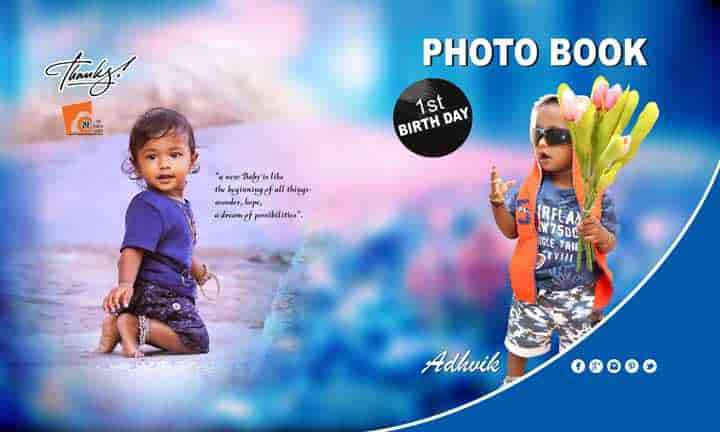 Thanks!
PHOTO BOOK
1st
BIRTH DAY
"a new Baby is like
the beginning of all things-
wonder, hope,
a dream of possibilities".
Adhvik